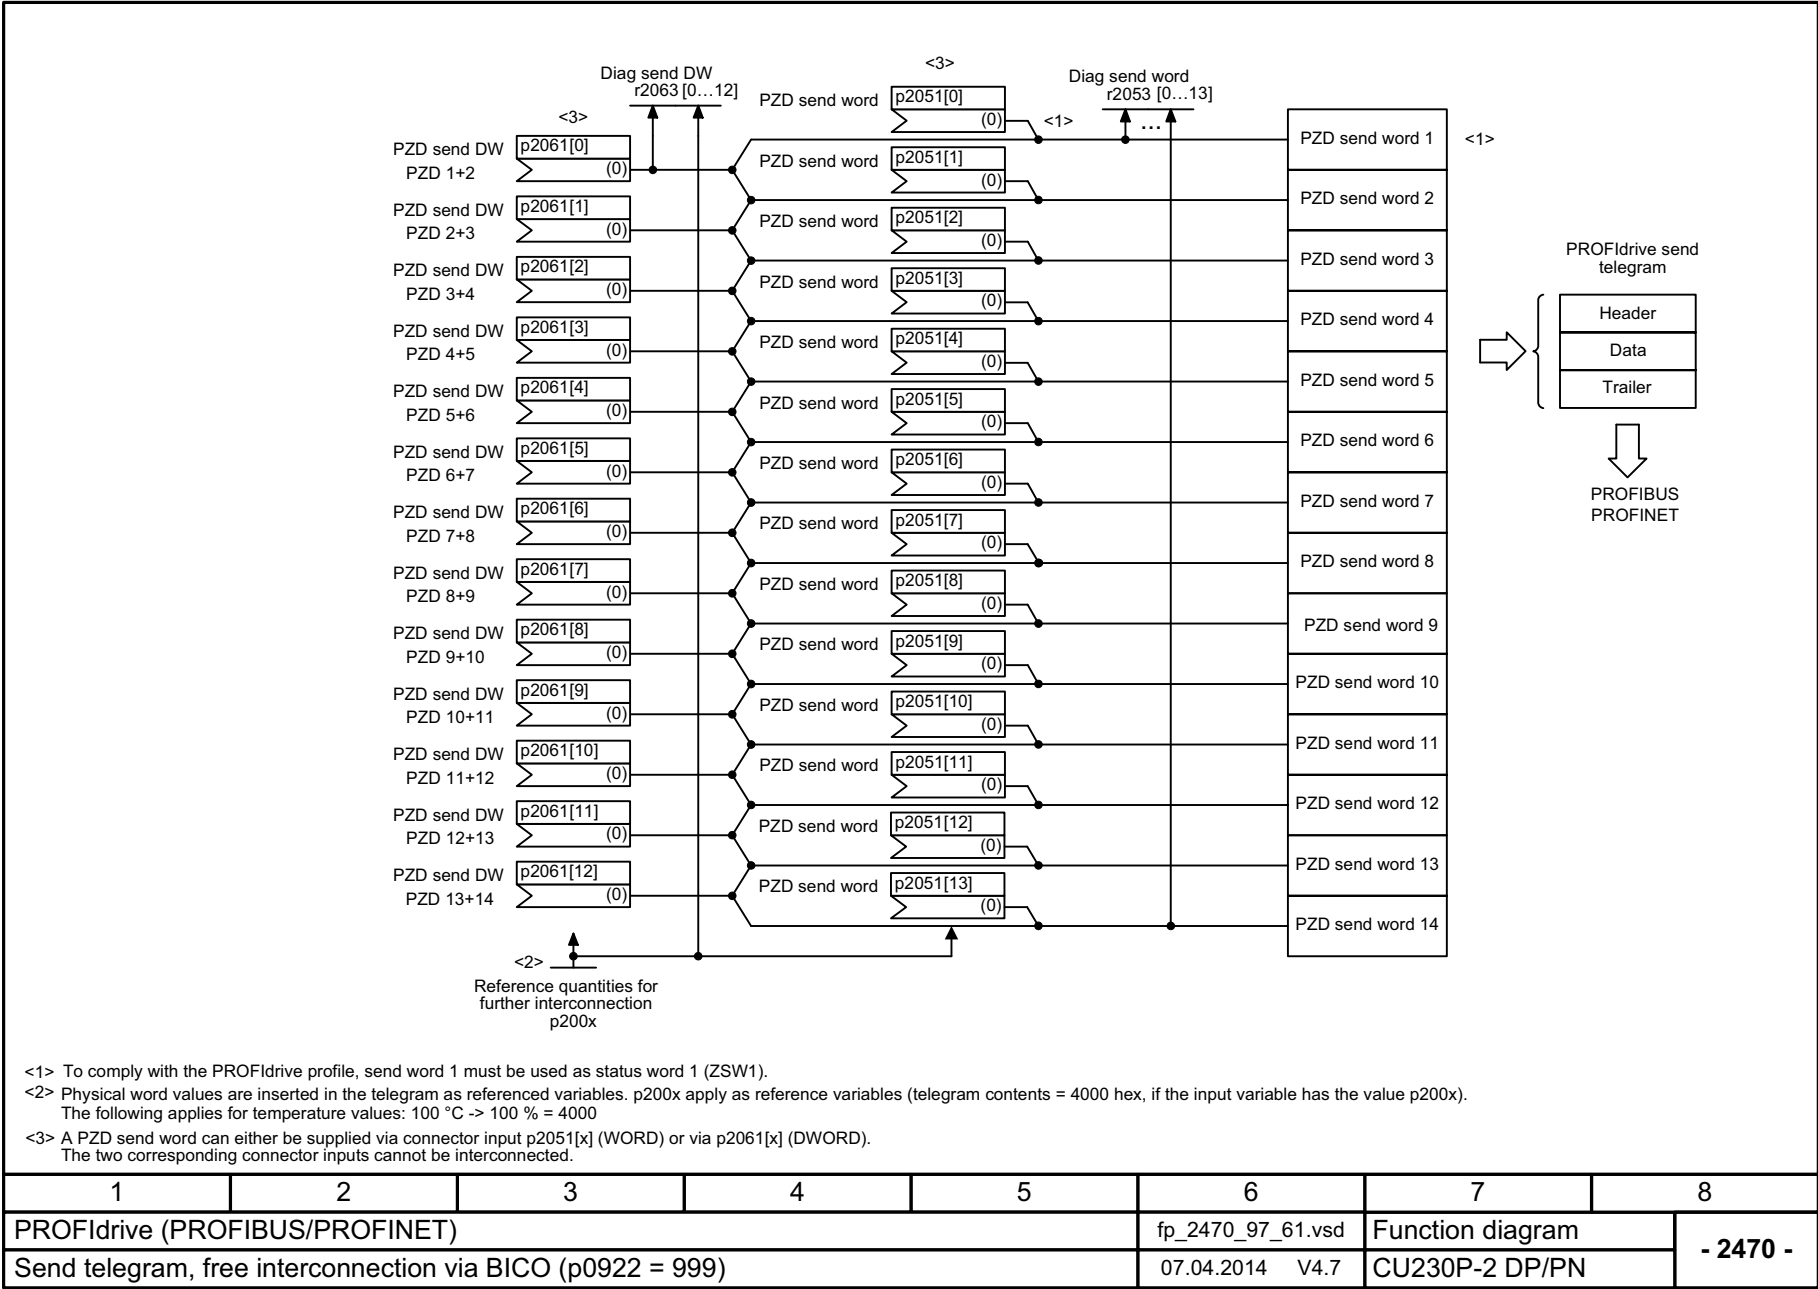 Diag send DW
r2063 [0...12]
<3>
PZD send DW
PZD 1+2
p2061[0]
(0)
PZD send DW
PZD 2+3
p2061[1]
(0)
PZD send DW
PZD 3+4
p2061[2]
(0)
PZD send DW
PZD 4+5
p2061[3]
(0)
PZD send DW
PZD 5+6
p2061[4]
(0)
PZD send DW
PZD 6+7
p2061[5]
(0)
PZD send DW
PZD 7+8
p2061[6]
(0)
PZD send DW
PZD 8+9
p2061[7]
(0)
PZD send DW
PZD 9+10
p2061[8]
(0)
PZD send DW
PZD 10+11
p2061[9]
(0)
PZD send DW
PZD 11+12
p2061[10]
(0)
PZD send DW
PZD 12+13
p2061[11]
(0)
PZD send DW
PZD 13+14
p2061[12]
(0)
<2>
Reference quantities for
further interconnection
p200x
<3>
PZD send word
p2051[0]
(0)
<1>
PZD send word
p2051[1]
(0)
PZD send word
p2051[2]
(0)
PZD send word
p2051[3]
(0)
PZD send word
p2051[4]
(0)
PZD send word
p2051[5]
(0)
PZD send word
p2051[6]
(0)
PZD send word
p2051[7]
(0)
PZD send word
p2051[8]
(0)
PZD send word
p2051[9]
(0)
PZD send word
p2051[10]
(0)
PZD send word
p2051[11]
(0)
PZD send word
p2051[12]
(0)
PZD send word
p2051[13]
(0)
Diag send word
r2053 [0...13]
...
PZD send word 1
<1>
PZD send word 2
PZD send word 3
PZD send word 4
PZD send word 5
PZD send word 6
PZD send word 7
PZD send word 8
PZD send word 9
PZD send word 10
PZD send word 11
PZD send word 12
PZD send word 13
PZD send word 14
PROFIdrive send
telegram
Header
Data
Trailer
PROFIBUS
PROFINET
<1> To comply with the PROFIdrive profile, send word 1 must be used as status word 1 (ZSW1).
<2> Physical word values are inserted in the telegram as referenced variables. p200x apply as reference variables (telegram contents = 4000 hex, if the input variable has the value p200x).
The following applies for temperature values: 100 °C -> 100 % = 4000
<3> A PZD send word can either be supplied via connector input p2051[x] (WORD) or via p2061[x] (DWORD).
The two corresponding connector inputs cannot be interconnected.
1 2 3 4 5 6 7 8
PROFIdrive (PROFIBUS/PROFINET)
fp_2470_97_61.vsd
Function diagram
- 2470 -
Send telegram, free interconnection via BICO (p0922 = 999)
07.04.2014 V4.7
CU230P-2 DP/PN